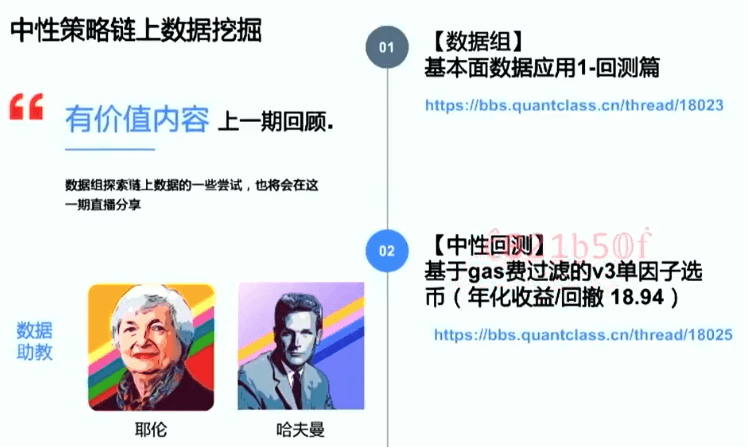 中性策略链上数据挖掘
有价值内容 上一期回顾.
数据组探索链上数据的一些尝试，也将会在这
一期直播分享
数据
助教
耶伦
哈夫曼
01
【数据组】
基本面数据应用1-回测篇
https://bbs.quantclass.cn/thread/18023
02
【中性回测】
基于gas费过滤的v3单因子选
币（年化收益/回撤 18.94）
https://bbs.quantclass.cn/thread/18025